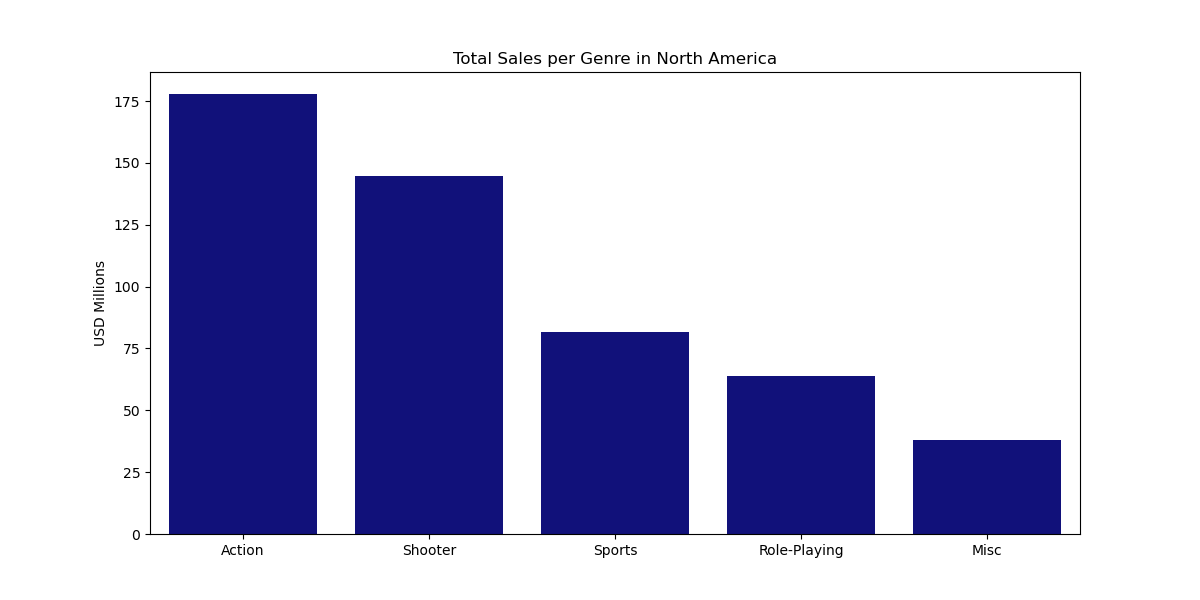 Total Sales per Genre in North America
USD Millions
175
150
125
100
75
50
25
0
Action
Shooter
Sports
Role-Playing
Misc